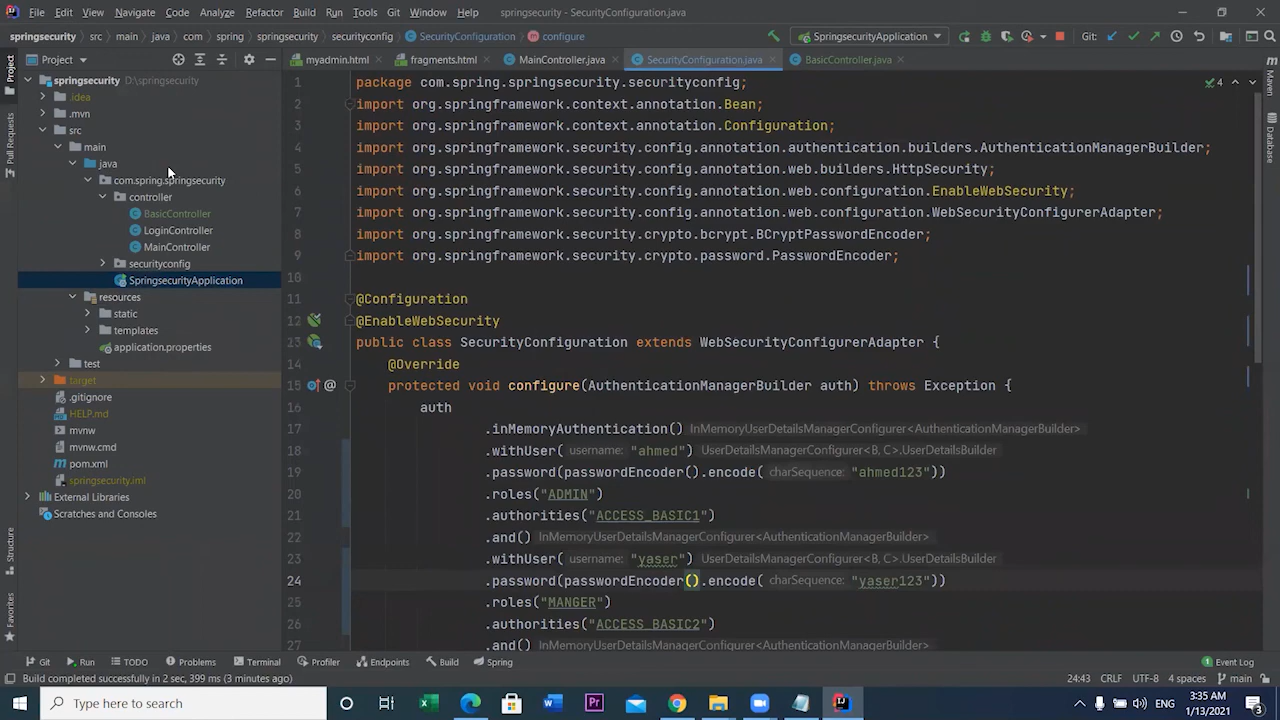 File Edit View Navigate Code Analyze Refactor Build Run Tools Git Window Help springsecurity - SecurityConfiguration.java
springsecurity src main java com spring springsecurity securityconfig SecurityConfiguration configure SpringsecurityApplication Git:
Project
myadmin.html fragments.html MainController.java SecurityConfiguration.java BasicController.java
Project
Pull Requests
Structure
Favorites
Maven
Database
springsecurity D:\springsecurity
.idea
.mvn
src
main
java
com.spring.springsecurity
controller
BasicController
LoginController
MainController
securityconfig
SpringsecurityApplication
resources
static
templates
application.properties
test
target
.gitignore
HELP.md
mvnw
mvnw.cmd
pom.xml
springsecurity.iml
External Libraries
Scratches and Consoles
4
1 package com.spring.springsecurity.securityconfig;
2 import org.springframework.context.annotation.Bean;
3 import org.springframework.context.annotation.Configuration;
4 import org.springframework.security.config.annotation.authentication.builders.AuthenticationManagerBuilder;
5 import org.springframework.security.config.annotation.web.builders.HttpSecurity;
6 import org.springframework.security.config.annotation.web.configuration.EnableWebSecurity;
7 import org.springframework.security.config.annotation.web.configuration.WebSecurityConfigurerAdapter;
8 import org.springframework.security.crypto.bcrypt.BCryptPasswordEncoder;
9 import org.springframework.security.crypto.password.PasswordEncoder;
10
11 @Configuration
12 @EnableWebSecurity
13 public class SecurityConfiguration extends WebSecurityConfigurerAdapter {
14 @Override
15 @ protected void configure(AuthenticationManagerBuilder auth) throws Exception {
16 auth
17 .inMemoryAuthentication() InMemoryUserDetailsManagerConfigurer<AuthenticationManagerBuilder>
18 .withUser( username: "ahmed") UserDetailsManagerConfigurer<B, C>.UserDetailsBuilder
19 .password(passwordEncoder().encode( charSequence: "ahmed123"))
20 .roles("ADMIN")
21 .authorities("ACCESS_BASIC1")
22 .and() InMemoryUserDetailsManagerConfigurer<AuthenticationManagerBuilder>
23 .withUser( username: "yaser") UserDetailsManagerConfigurer<B, C>.UserDetailsBuilder
24 .password(passwordEncoder().encode( charSequence: "yaser123"))
25 .roles("MANGER")
26 .authorities("ACCESS_BASIC2")
27 .and() InMemoryUserDetailsManagerConfigurer<AuthenticationManagerBuilder>
Git Run TODO Problems Terminal Profiler Endpoints Build Spring 1 Event Log
Build completed successfully in 2 sec, 399 ms (3 minutes ago) 24:43 CRLF UTF-8 4 spaces main
Type here to search
ENG
3:35 AM
1/13/2021
3